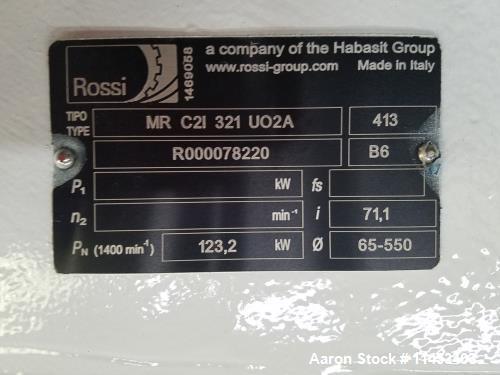 Rossi
1469058
a company of the Habasit Group
www.rossi-group.com Made in Italy
TIPO
TYPE MR C2I 321 UO2A 413
R000078220 B6
P₁ kW fs
n₂ min⁻¹ i 71,1
Pɴ (1400 min⁻¹) 123,2 kW Ø 65-550
Aaron Stock #